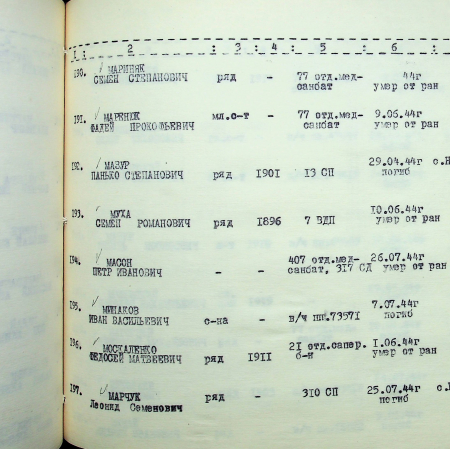 1 : 2 : 3 : 4 : 5 : 6 :
190. МАРИНЯК
СЕМЕН СТЕПАНОВИЧ ряд - 77 отд.мед-санбат 44г умер от ран
191. МАРЕНЮК
ФАДЕЙ ПРОКОФЬЕВИЧ мл.с-т - 77 отд.мед-санбат 9.06.44г умер от ран
192. МАЗУР
ПАНЬКО СТЕПАНОВИЧ ряд 1901 13 СП 29.04.44г погиб с.Н
193. МУХА
СЕМЕН РОМАНОВИЧ ряд 1896 7 ВДП 10.06.44г умер от ран
194. МАСОН
ПЕТР ИВАНОВИЧ - - 407 отд.мед-санбат, 317 СД 26.07.44г умер от ран
195. МИНАКОВ
ИВАН ВАСИЛЬЕВИЧ с-на - в/ч пп.73571 7.07.44г погиб
196. МОСКАЛЕНКО
ФЕДОСЕЙ МАТВЕЕВИЧ ряд 1911 21 отд.сапер. б-н 1.06.44г умер от ран
197. МАРЧУК
Леонид Семенович ряд - 310 СП 25.07.44г погиб